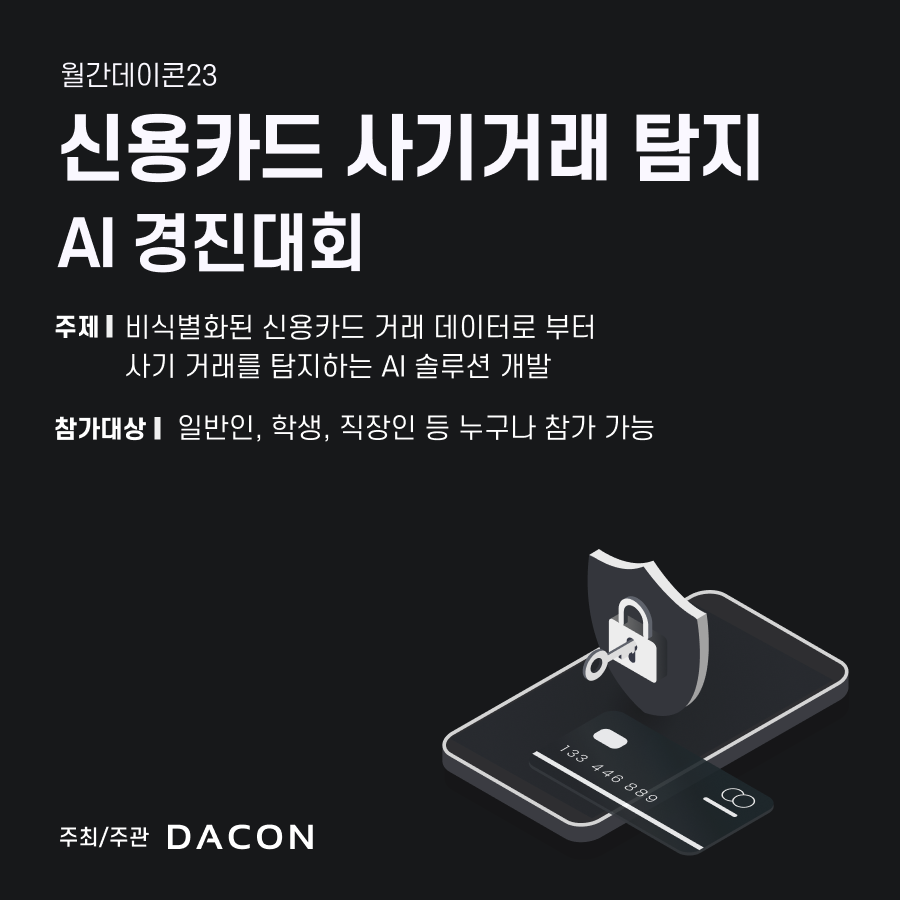 월간데이콘23
신용카드 사기거래 탐지
AI 경진대회
주제 | 비식별화된 신용카드 거래 데이터로 부터
사기 거래를 탐지하는 AI 솔루션 개발
참가대상 | 일반인, 학생, 직장인 등 누구나 참가 가능
133 446 889
주최/주관 DACON